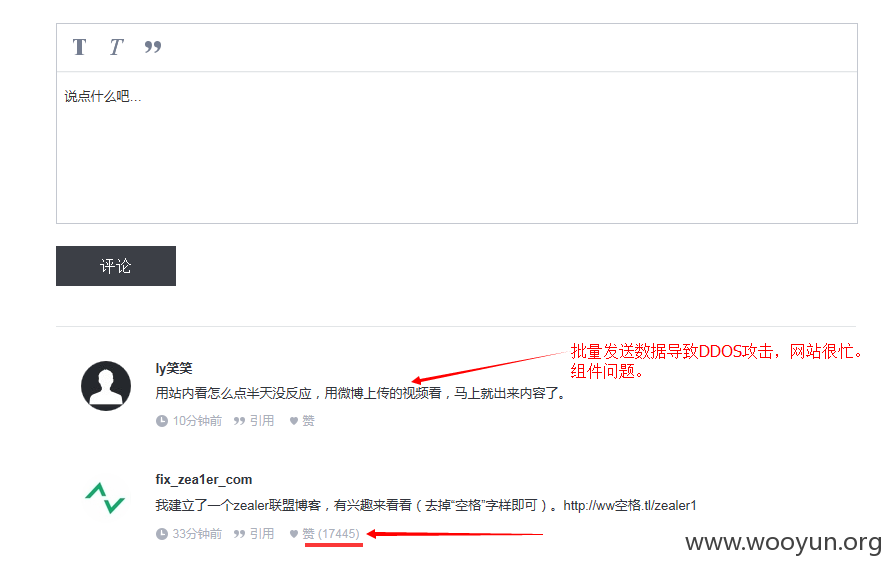 T T ”
说点什么吧...
评论
批量发送数据导致DDOS攻击，网站很忙。
组件问题。
ly笑笑
用站内看怎么点半天没反应，用微博上传的视频看，马上就出来内容了。
10分钟前 引用 赞
fix_zea1er_com
我建立了一个zealer联盟博客，有兴趣来看看（去掉“空格”字样即可）。http://ww空格.tl/zealer1
33分钟前 引用 赞 (17445)
www.wooyun.org